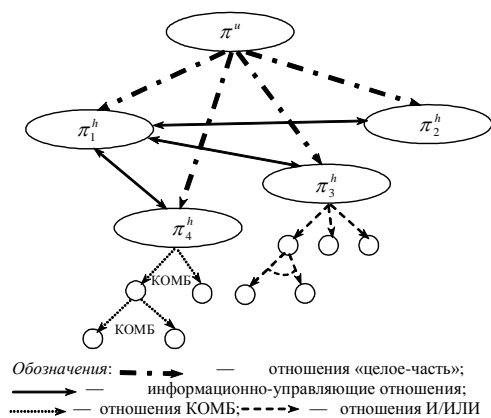 π^u
π_1^h
π_2^h
π_3^h
π_4^h
КОМБ
КОМБ
Обозначения: — отношения «целое-часть»;
— информационно-управляющие отношения;
— отношения КОМБ; — отношения И/ИЛИ